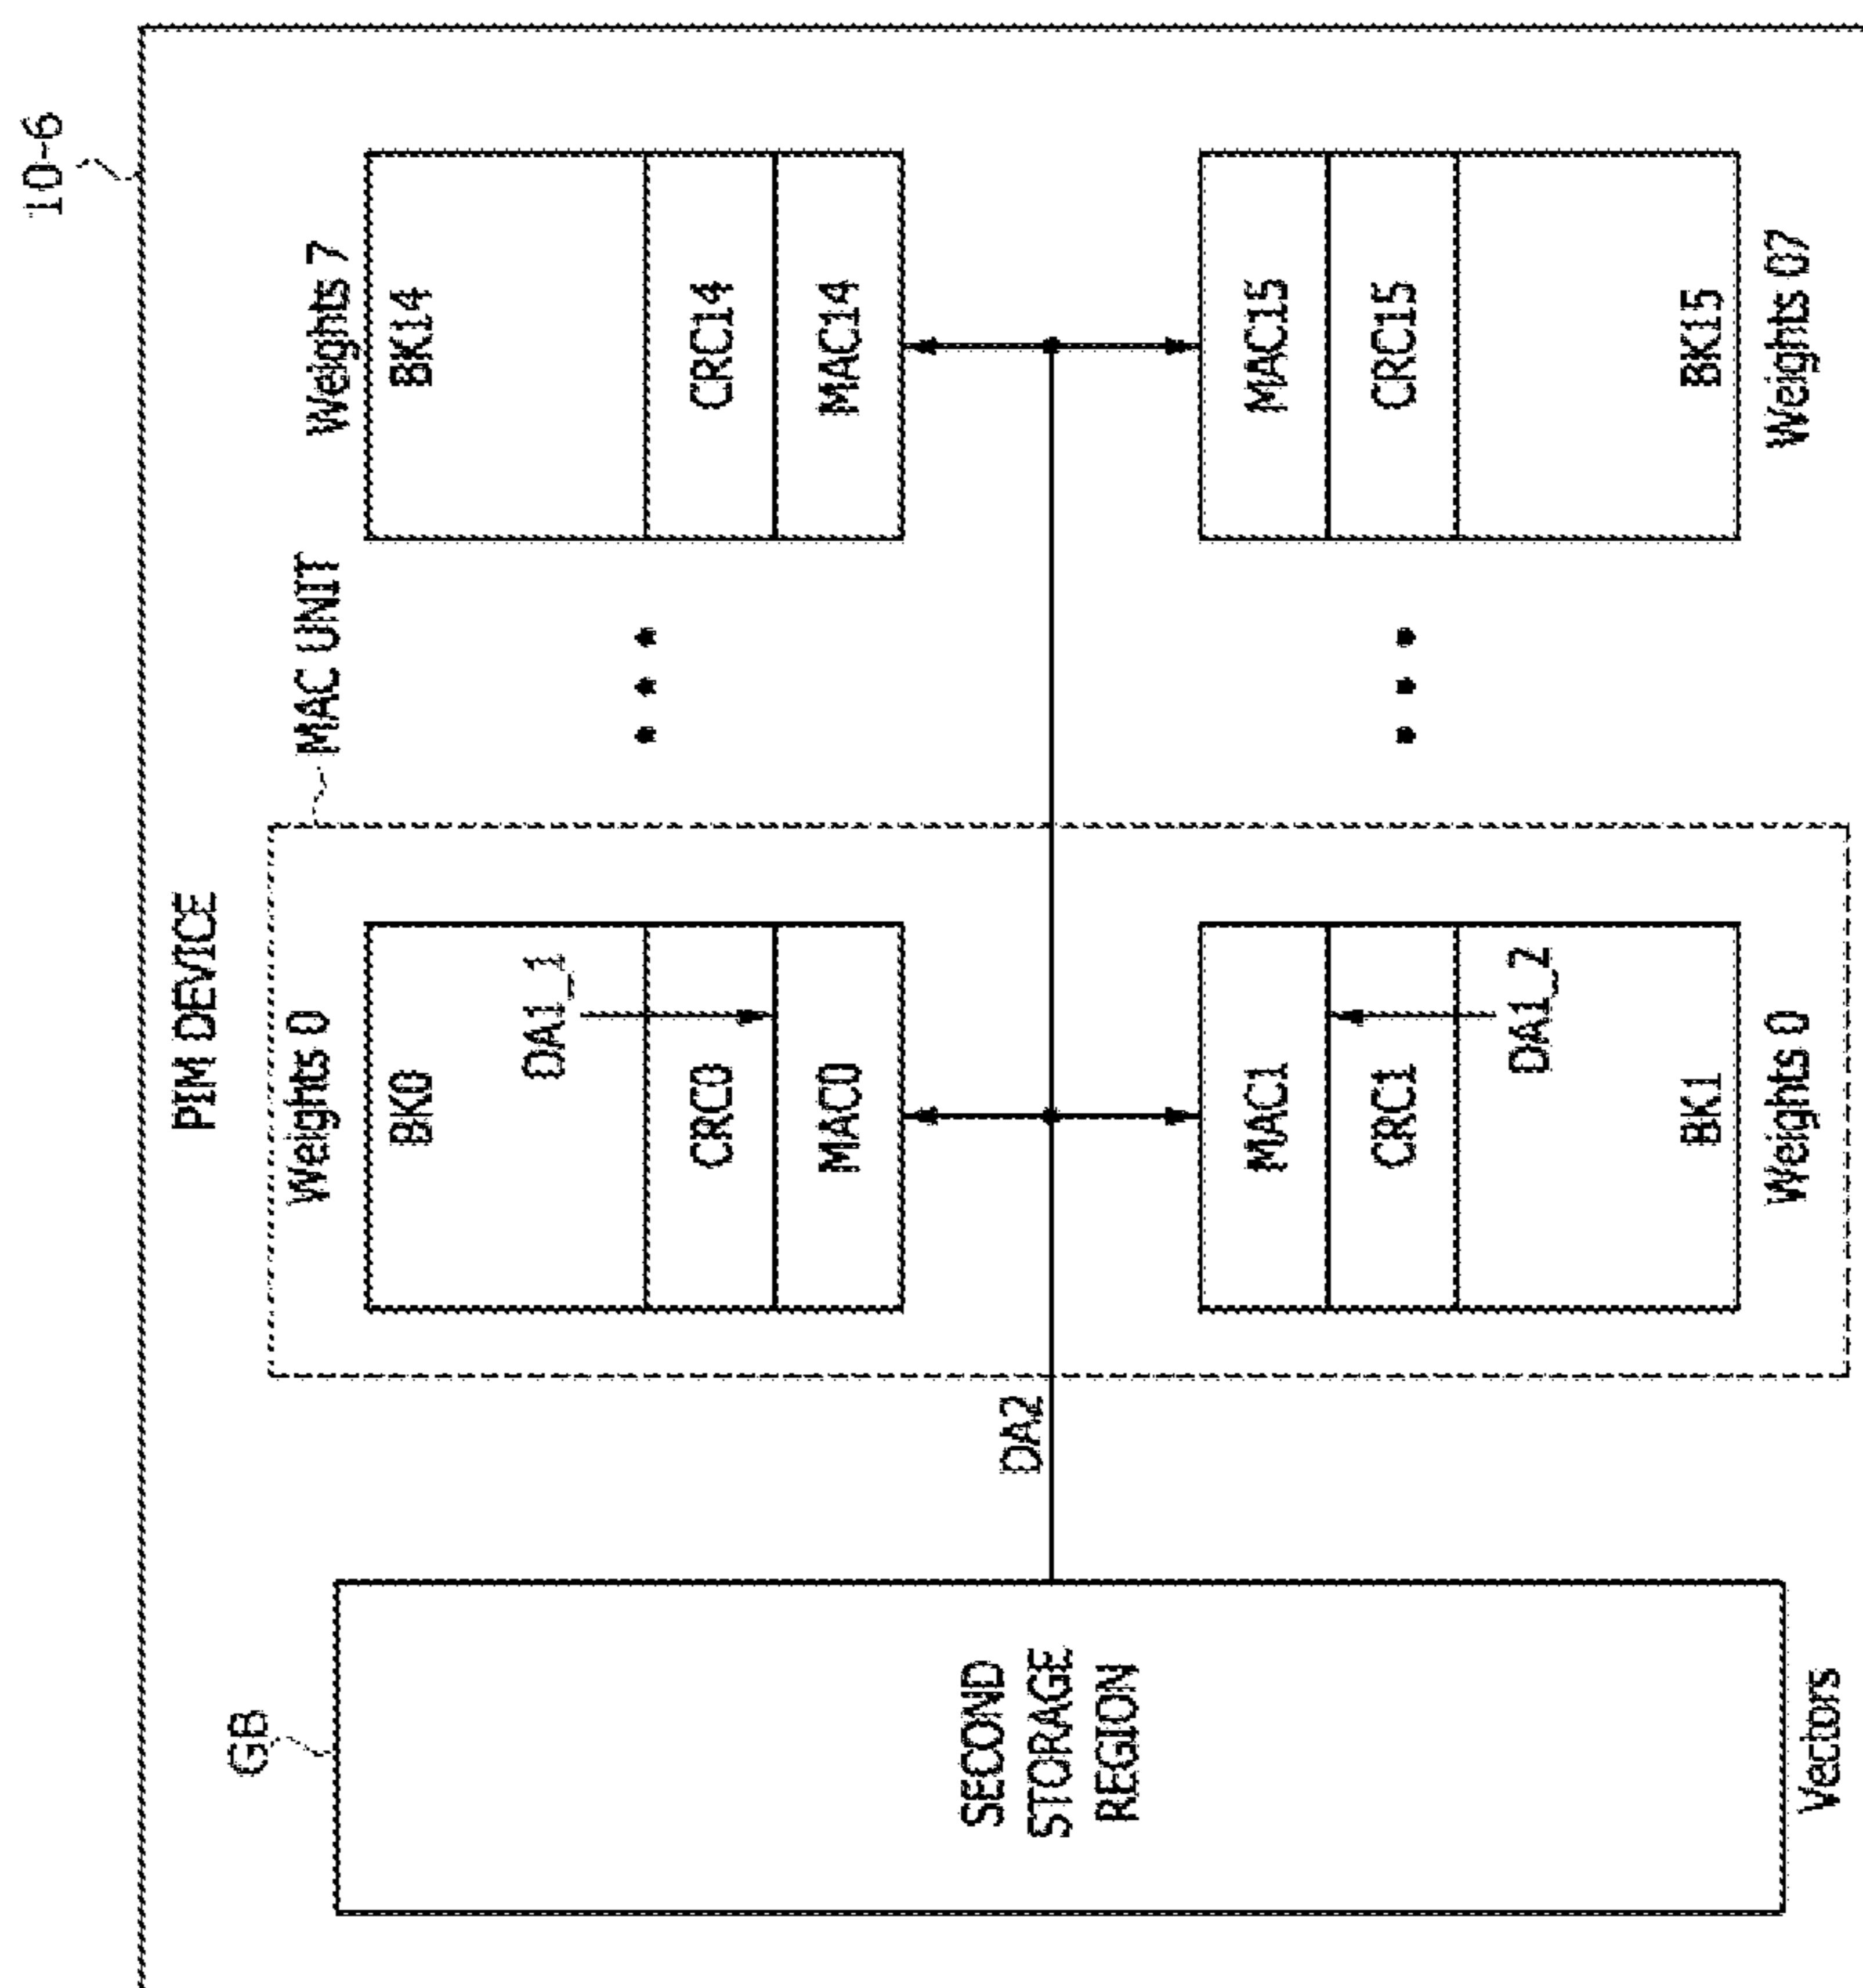 10-6
PIM DEVICE
GB
SECOND
STORAGE
REGION
Vectors
DA2
MAC UNIT
Weights 0
BK0
DA1_1
CRC0
MAC0
MAC1
CRC1
DA1_2
BK1
Weights 0
Weights 7
BK14
CRC14
MAC14
MAC15
CRC15
BK15
Weights 07